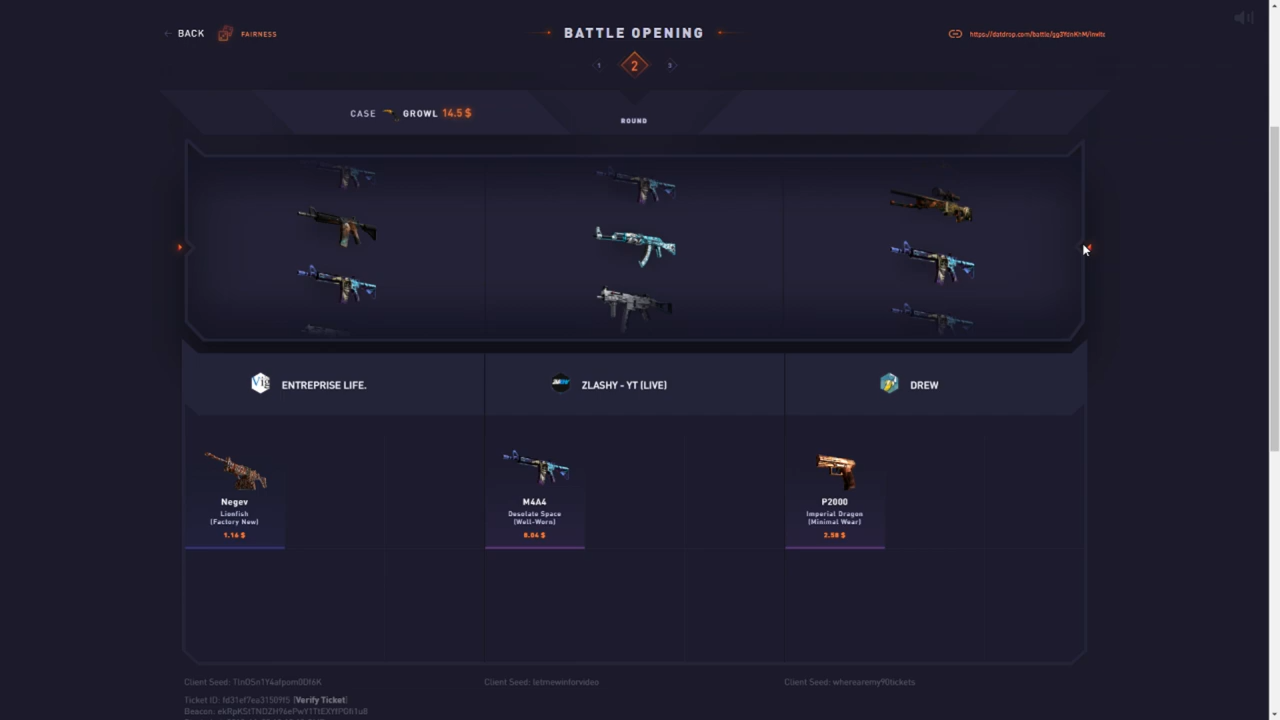 BACK
FAIRNESS
BATTLE OPENING
1
2
3
CASE GROWL 14.5 $
ROUND
ENTREPRISE LIFE.
ZLASHY - YT (LIVE)
DREW
Negev
Lionfish
(Factory New)
1.16 $
M4A4
Desolate Space
(Well-Worn)
8.04 $
P2000
Imperial Dragon
(Minimal Wear)
2.58 $
Client Seed:
Client Seed: letmewinforvideo
Client Seed: wherearemy90tickets
Ticket ID: fd31ef7ea31509f5 (Verify Ticket)
Beacon: